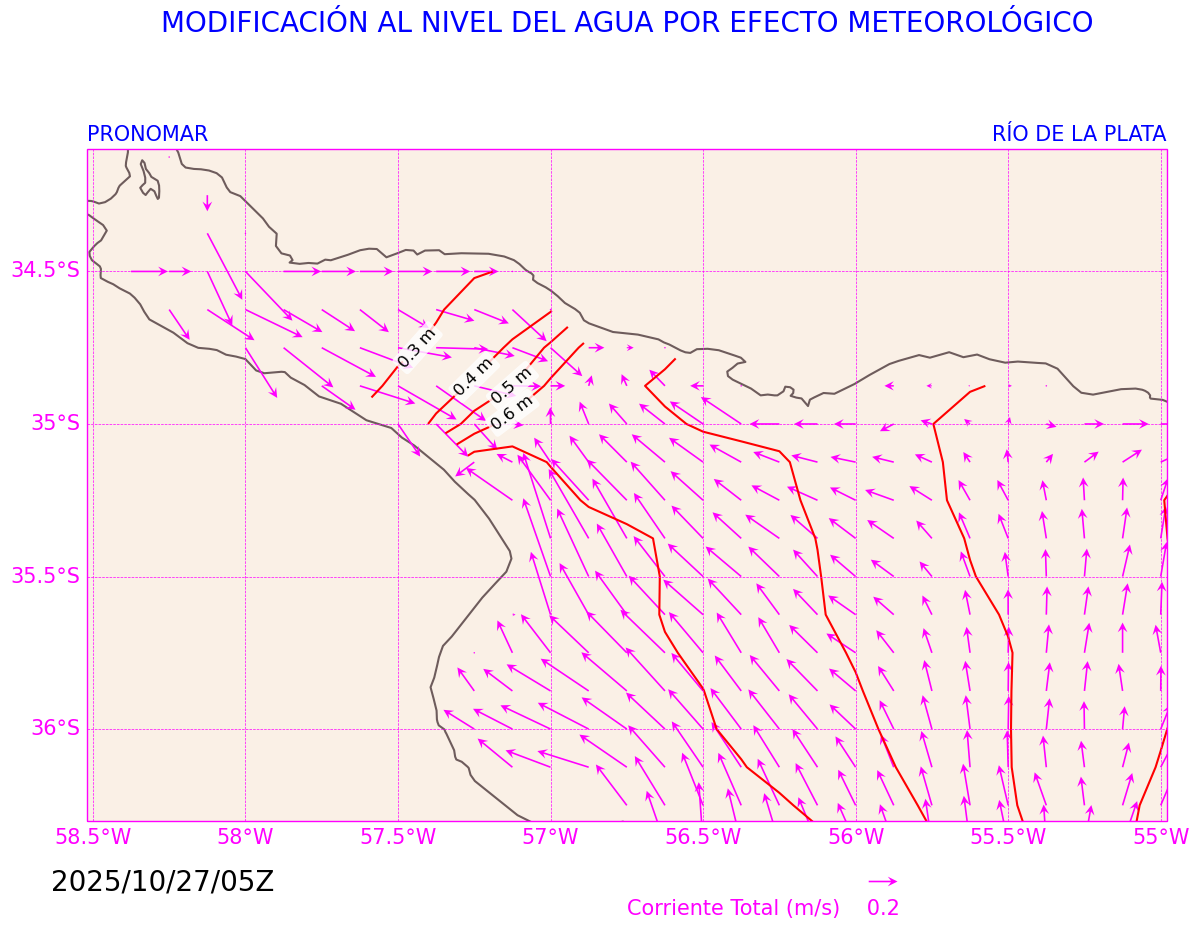 MODIFICACIÓN AL NIVEL DEL AGUA POR EFECTO METEOROLÓGICO
PRONOMAR
RÍO DE LA PLATA
34.5°S
0.3 m
0.4 m
0.5 m
0.6 m
35°S
35.5°S
36°S
58.5°W 58°W 57.5°W 57°W 56.5°W 56°W 55.5°W 55°W
2025/10/27/05Z
Corriente Total (m/s) 0.2